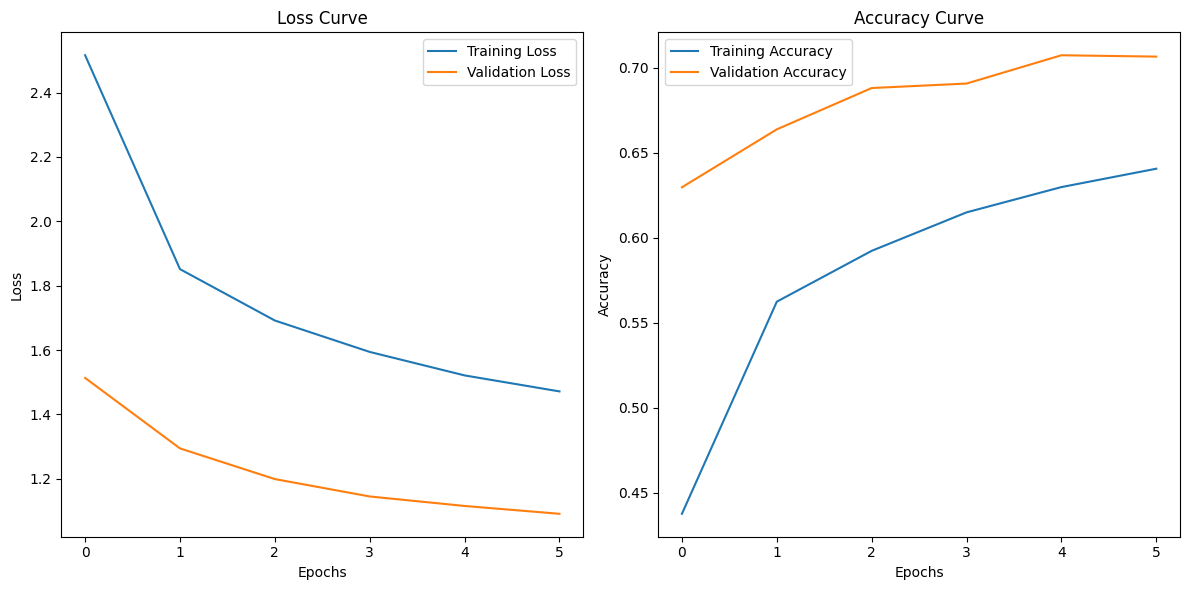 Loss Curve
Training Loss
Validation Loss
2.4
2.2
2.0
1.8
1.6
1.4
1.2
Loss
0 1 2 3 4 5
Epochs
Accuracy Curve
Training Accuracy
Validation Accuracy
0.70
0.65
0.60
0.55
0.50
0.45
Accuracy
0 1 2 3 4 5
Epochs